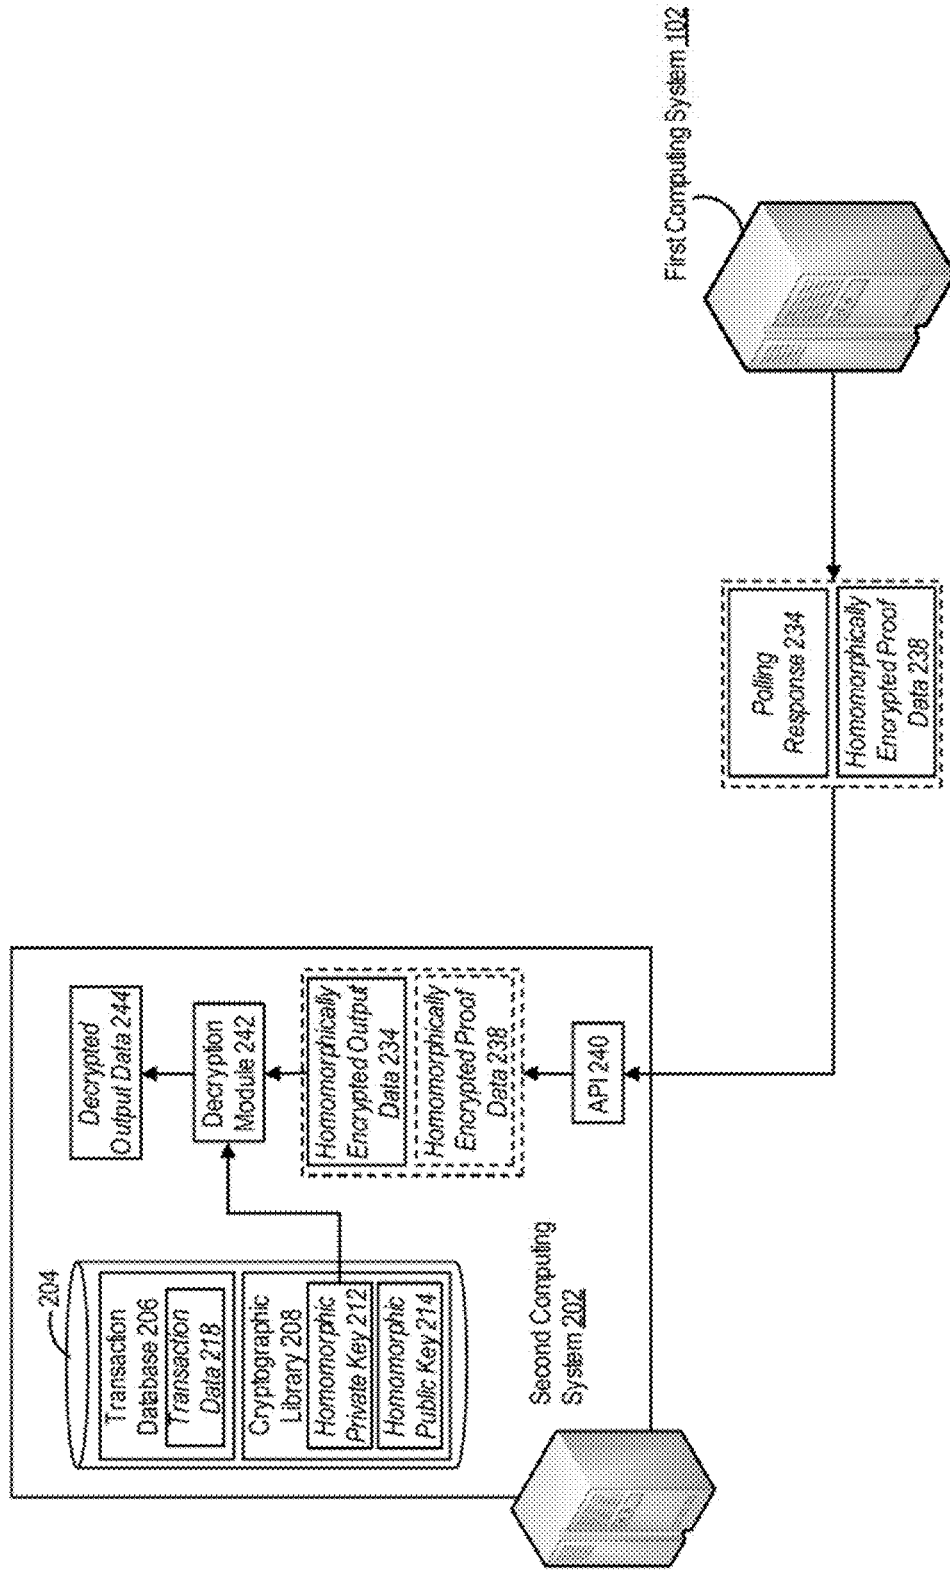 204
Transaction
Database 206
Transaction
Data 218
Cryptographic
Library 208
Homomorphic
Private Key 212
Homomorphic
Public Key 214
Second Computing
System 202
Decrypted
Output Data 244
Decryption
Module 242
Homomorphically
Encrypted Output
Data 234
Homomorphically
Encrypted Proof
Data 238
API 240
Polling
Response 234
Homomorphically
Encrypted Proof
Data 238
First Computing System 102